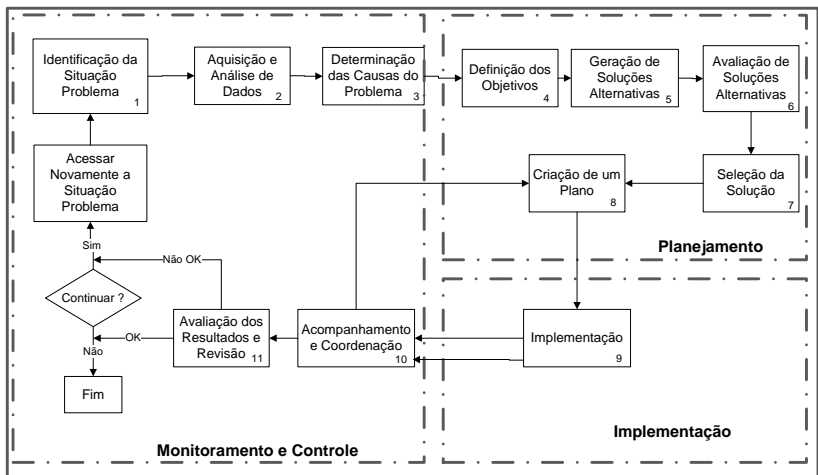 Identificação da
Situação
Problema
1
Aquisição e
Análise de
Dados
2
Determinação
das Causas do
Problema
3
Definição dos
Objetivos
4
Geração de
Soluções
Alternativas
5
Avaliação de
Soluções
Alternativas
6
Seleção da
Solução
7
Criação de um
Plano
8
Planejamento
Acessar
Novamente a
Situação
Problema
Sim
Não OK
Continuar ?
OK
Não
Fim
Avaliação dos
Resultados e
Revisão
11
Acompanhamento
e Coordenação
10
Implementação
9
Monitoramento e Controle
Implementação